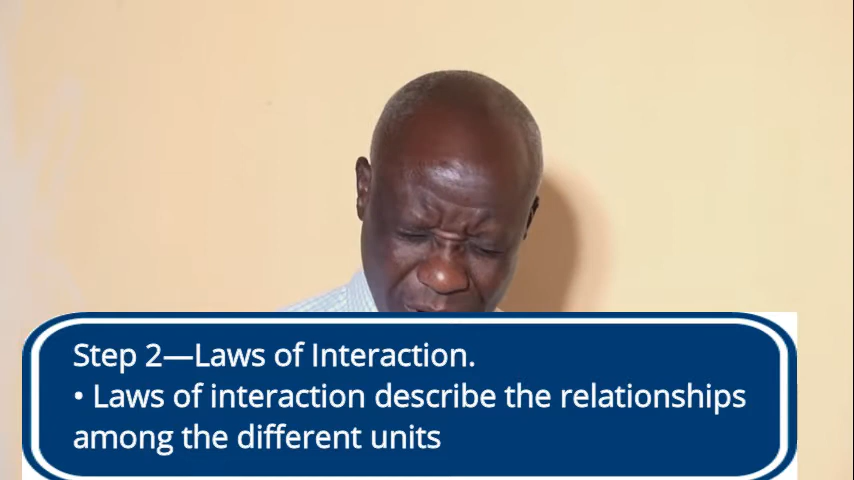 Step 2—Laws of Interaction.
• Laws of interaction describe the relationships
among the different units